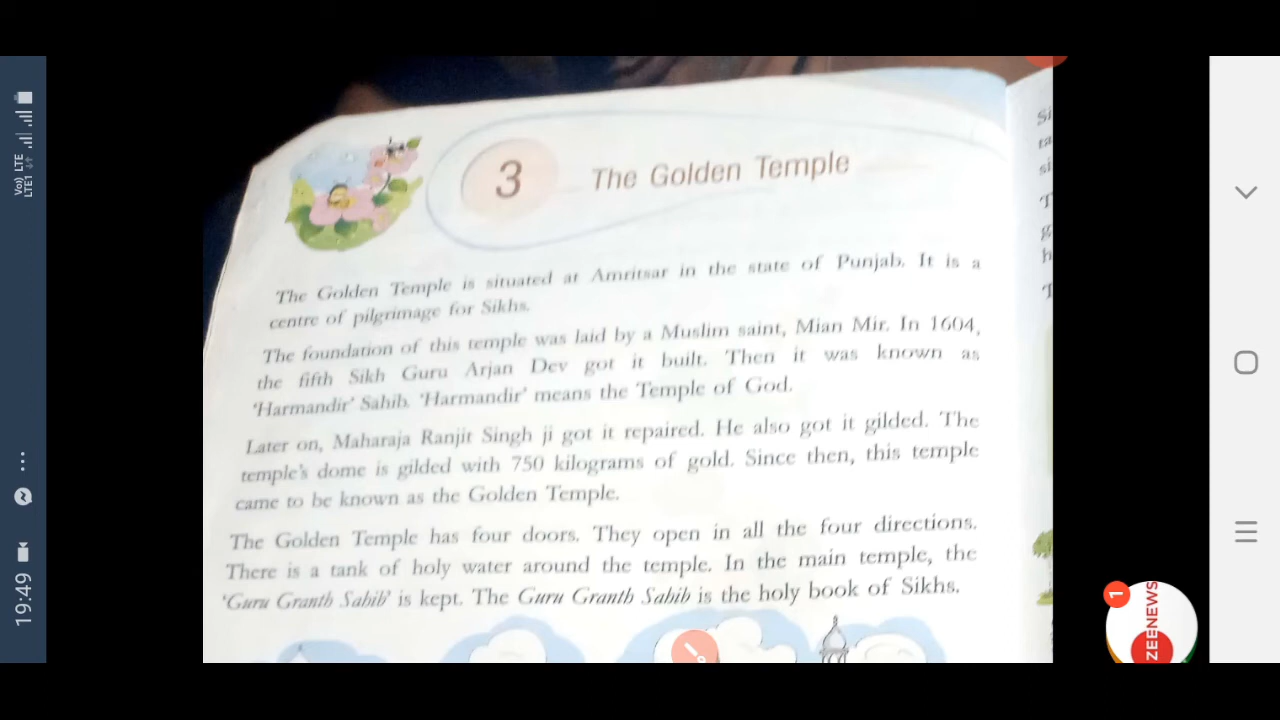 3
The Golden Temple
The Golden Temple is situated at Amritsar in the state of Punjab. It is a
centre of pilgrimage for Sikhs.
The foundation of this temple was laid by a Muslim saint, Mian Mir. In 1604,
the fifth Sikh Guru Arjan Dev got it built. Then it was known as
‘Harmandir’ Sahib. ‘Harmandir’ means the Temple of God.
Later on, Maharaja Ranjit Singh ji got it repaired. He also got it gilded. The
temple’s dome is gilded with 750 kilograms of gold. Since then, this temple
came to be known as the Golden Temple.
The Golden Temple has four doors. They open in all the four directions.
There is a tank of holy water around the temple. In the main temple, the
‘Guru Granth Sahib’ is kept. The Guru Granth Sahib is the holy book of Sikhs.
19:49
Vo) LTE
LTE1
1
ZEENEWS